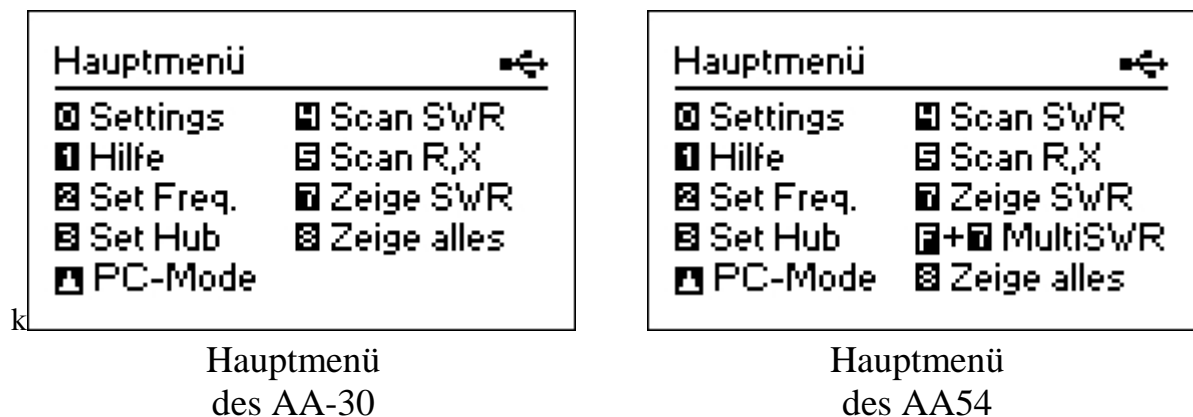 Hauptmenü
0 Settings 4 Scan SWR
1 Hilfe 5 Scan R,X
2 Set Freq. 7 Zeige SWR
3 Set Hub 8 Zeige alles
PC-Mode
k
Hauptmenü
des AA-30
Hauptmenü
0 Settings 4 Scan SWR
1 Hilfe 5 Scan R,X
2 Set Freq. 7 Zeige SWR
3 Set Hub F+7 MultiSWR
PC-Mode 8 Zeige alles
Hauptmenü
des AA54